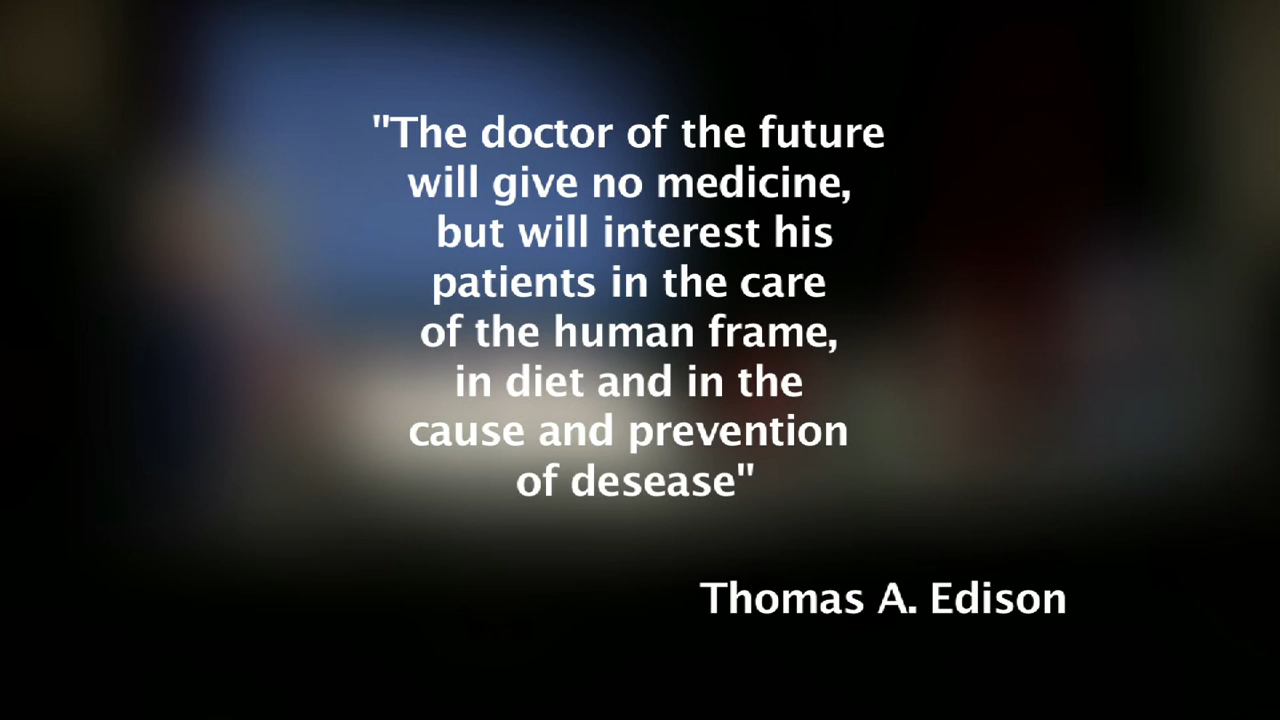 "The doctor of the future
will give no medicine,
but will interest his
patients in the care
of the human frame,
in diet and in the
cause and prevention
of desease"
Thomas A. Edison